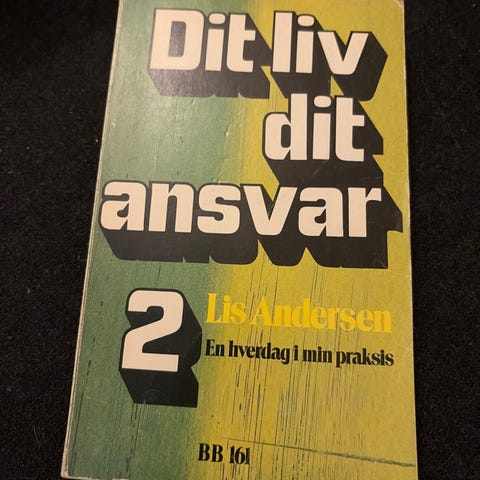 Dit liv
dit
ansvar
2
Lis Andersen
En hverdag i min praksis
BB 161